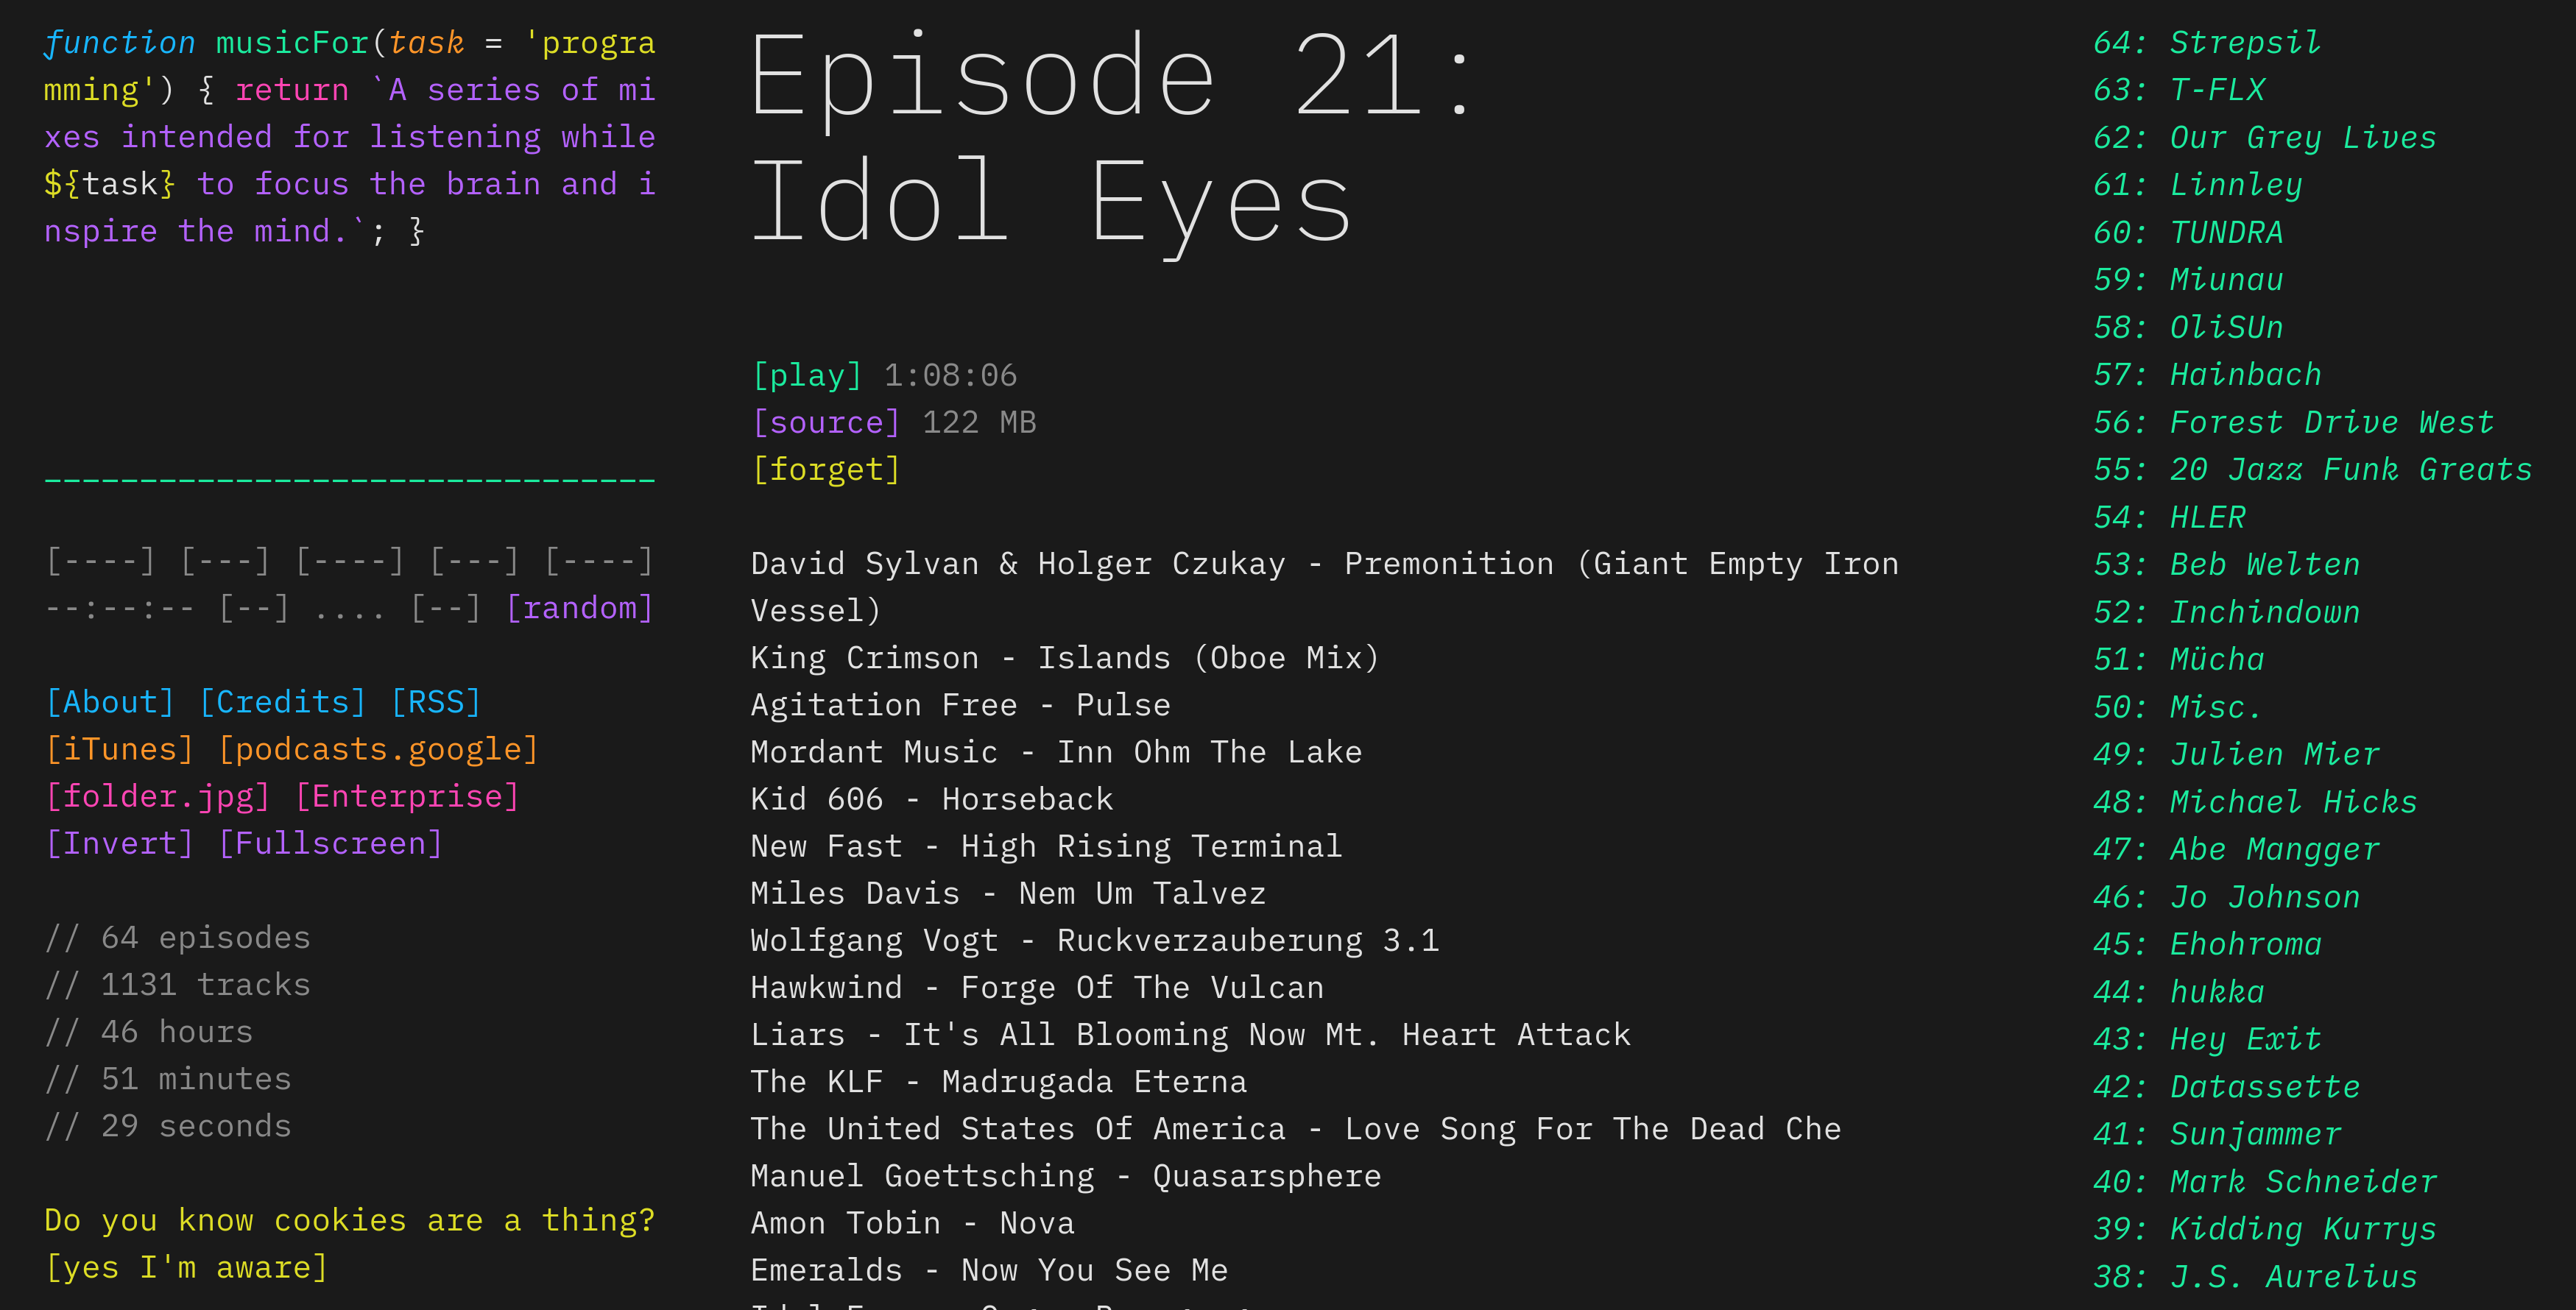 function musicFor(task = 'progra
mming') { return `A series of mi
xes intended for listening while
${task} to focus the brain and i
nspire the mind.`; }
--------------------------------
[----] [---] [----] [---] [----]
--:--:-- [--] .... [--] [random]
[About] [Credits] [RSS]
[iTunes] [podcasts.google]
[folder.jpg] [Enterprise]
[Invert] [Fullscreen]
// 64 episodes
// 1131 tracks
// 46 hours
// 51 minutes
// 29 seconds
Do you know cookies are a thing?
[yes I'm aware]
Episode 21:
Idol Eyes
[play] 1:08:06
[source] 122 MB
[forget]
David Sylvan & Holger Czukay - Premonition (Giant Empty Iron
Vessel)
King Crimson - Islands (Oboe Mix)
Agitation Free - Pulse
Mordant Music - Inn Ohm The Lake
Kid 606 - Horseback
New Fast - High Rising Terminal
Miles Davis - Nem Um Talvez
Wolfgang Vogt - Ruckverzauberung 3.1
Hawkwind - Forge Of The Vulcan
Liars - It's All Blooming Now Mt. Heart Attack
The KLF - Madrugada Eterna
The United States Of America - Love Song For The Dead Che
Manuel Goettsching - Quasarsphere
Amon Tobin - Nova
Emeralds - Now You See Me
64: Strepsil
63: T-FLX
62: Our Grey Lives
61: Linnley
60: TUNDRA
59: Miunau
58: OliSUn
57: Hainbach
56: Forest Drive West
55: 20 Jazz Funk Greats
54: HLER
53: Beb Welten
52: Inchindown
51: Mücha
50: Misc.
49: Julien Mier
48: Michael Hicks
47: Abe Mangger
46: Jo Johnson
45: Ehohroma
44: hukka
43: Hey Exit
42: Datassette
41: Sunjammer
40: Mark Schneider
39: Kidding Kurrys
38: J.S. Aurelius